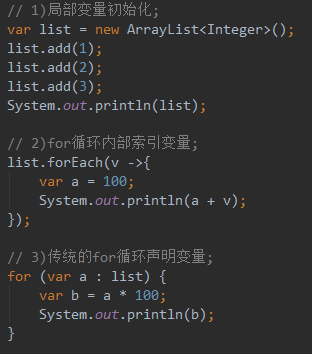 // 1)局部变量初始化;
var list = new ArrayList<Integer>();
list.add(1);
list.add(2);
list.add(3);
System.out.println(list);
// 2)for循环内部索引变量;
list.forEach(v ->{
    var a = 100;
    System.out.println(a + v);
});
// 3)传统的for循环声明变量;
for (var a : list) {
    var b = a * 100;
    System.out.println(b);
}